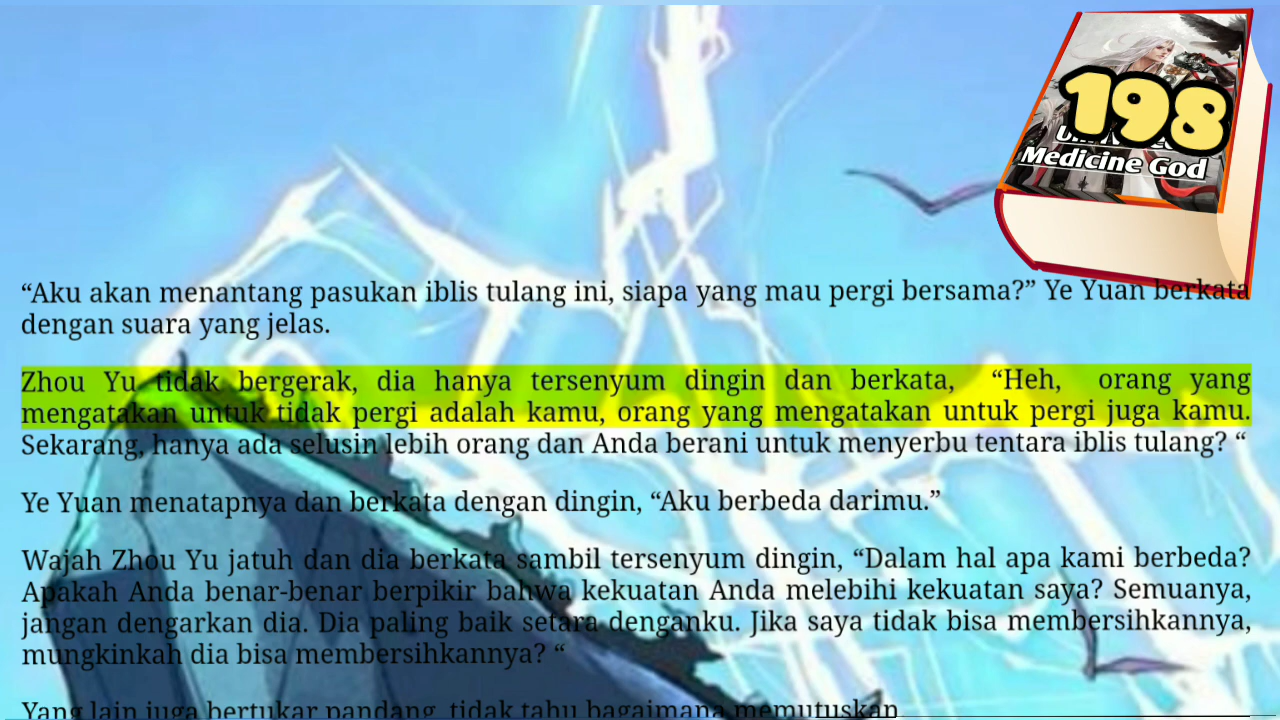 198
Medicine God
“Aku akan menantang pasukan iblis tulang ini, siapa yang mau pergi bersama?” Ye Yuan berkata
dengan suara yang jelas.
Zhou Yu tidak bergerak, dia hanya tersenyum dingin dan berkata, “Heh, orang yang
mengatakan untuk tidak pergi adalah kamu, orang yang mengatakan untuk pergi juga kamu.
Sekarang, hanya ada selusin lebih orang dan Anda berani untuk menyerbu tentara iblis tulang? “
Ye Yuan menatapnya dan berkata dengan dingin, “Aku berbeda darimu.”
Wajah Zhou Yu jatuh dan dia berkata sambil tersenyum dingin, “Dalam hal apa kami berbeda?
Apakah Anda benar-benar berpikir bahwa kekuatan Anda melebihi kekuatan saya? Semuanya,
jangan dengarkan dia. Dia paling baik setara denganku. Jika saya tidak bisa membersihkannya,
mungkinkah dia bisa membersihkannya? “
Yang lain juga bertukar pandang, tidak tahu bagaimana memutuskan